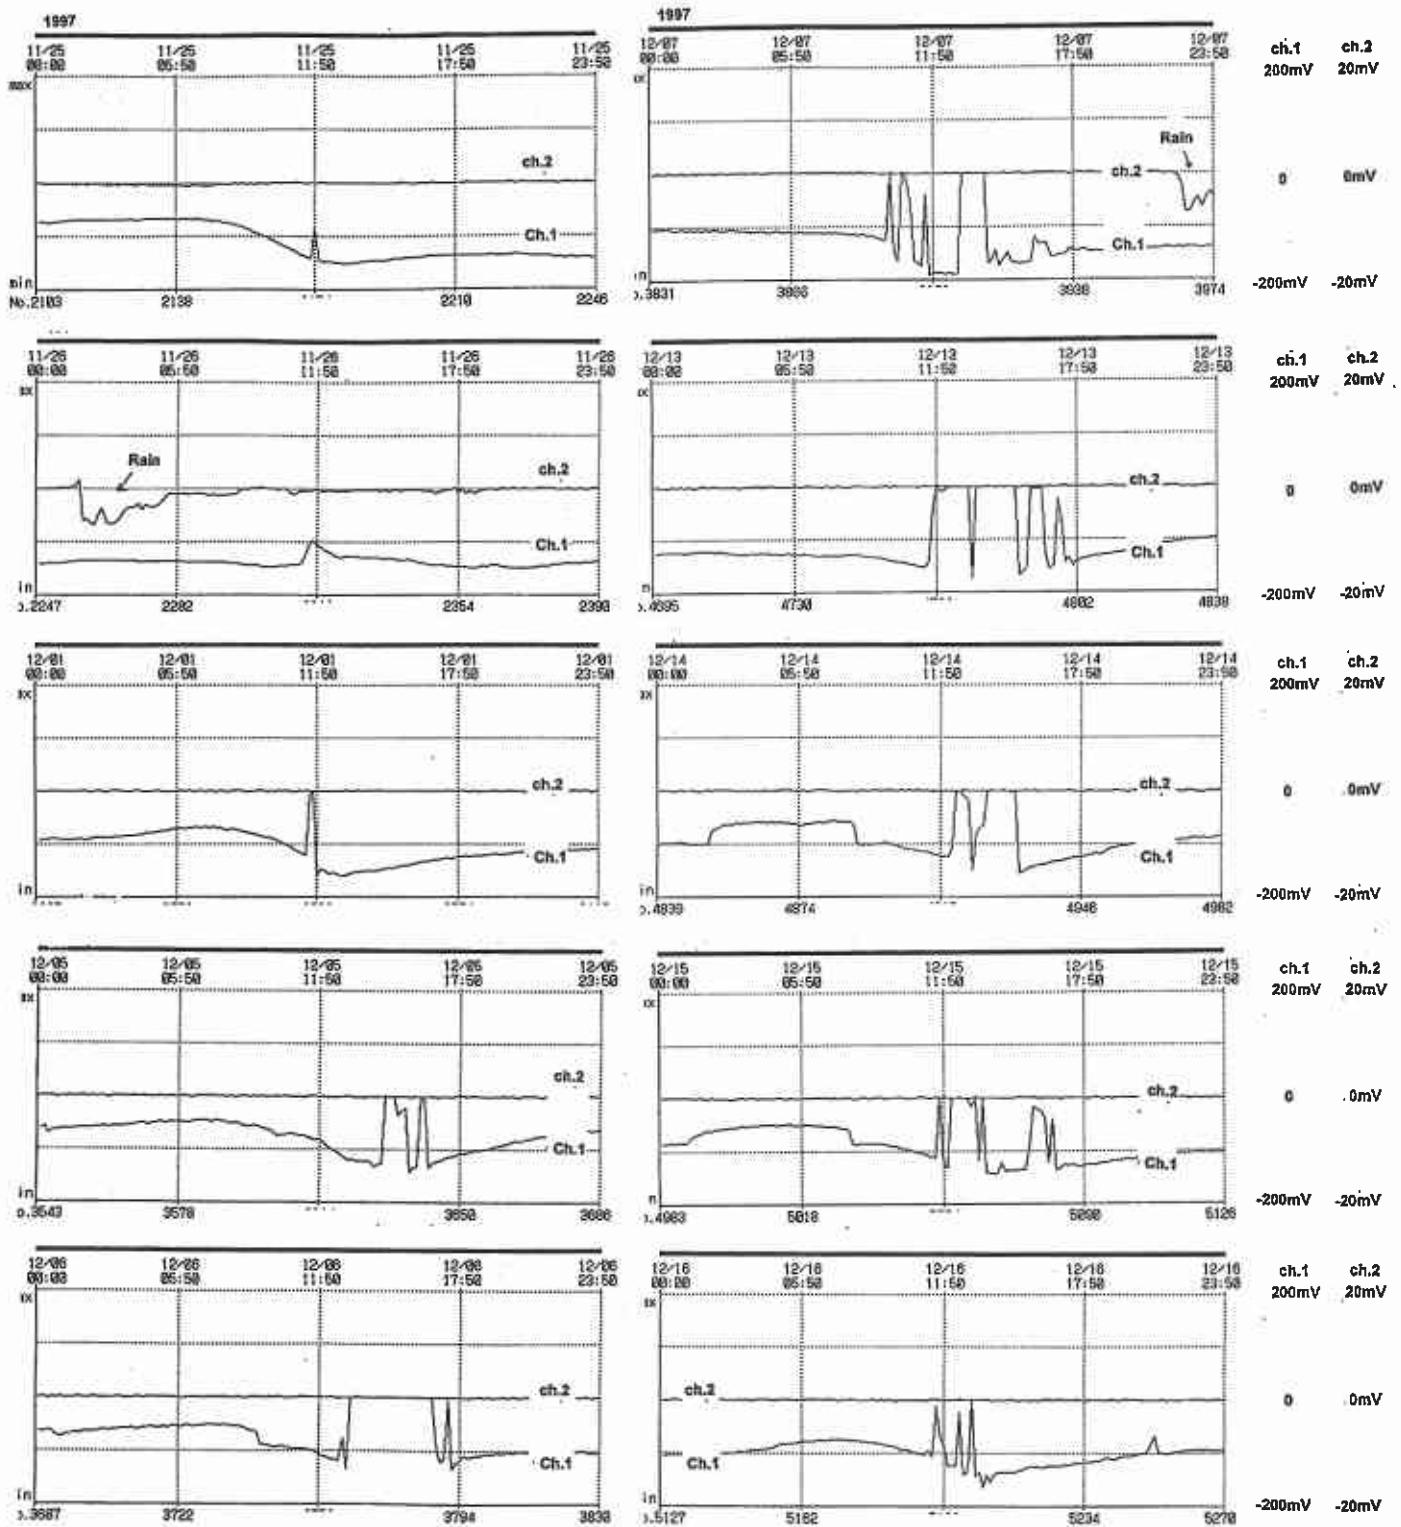 1997
11/25 11/25 11/25 11/25 11/25
00:00 05:50 11:50 17:50 23:50
max
ch.2
Ch.1
min
No.2103 2138 2210 2246
1997
12/07 12/07 12/07 12/07 12/07
00:00 05:50 11:50 17:50 23:50
ch.1 ch.2
200mV 20mV
Rain
ch.2
0 0mV
Ch.1
-200mV -20mV
3831 3866 3938 3974
11/26 11/26 11/26 11/26 11/26
00:00 05:50 11:50 17:50 23:50
Rain
ch.2
Ch.1
in
2247 2282 2354 2390
12/13 12/13 12/13 12/13 12/13
00:00 05:50 11:50 17:50 23:50
ch.1 ch.2
200mV 20mV
ch.2
0 0mV
Ch.1
-200mV -20mV
4695 4730 4802 4838
12/01 12/01 12/01 12/01 12/01
00:00 05:50 11:50 17:50 23:50
ch.2
Ch.1
in
12/14 12/14 12/14 12/14 12/14
00:00 05:50 11:50 17:50 23:50
ch.1 ch.2
200mV 20mV
ch.2
0 0mV
Ch.1
in
-200mV -20mV
4839 4874 4946 4982
12/05 12/05 12/05 12/05 12/05
00:00 05:50 11:50 17:50 23:50
ch.2
Ch.1
in
3543 3578 3650 3686
12/15 12/15 12/15 12/15 12/15
00:00 05:50 11:50 17:50 23:50
ch.1 ch.2
200mV 20mV
ch.2
0 0mV
Ch.1
-200mV -20mV
4983 5018 5090 5126
12/06 12/06 12/06 12/06 12/06
00:00 05:50 11:50 17:50 23:50
ch.2
Ch.1
in
3687 3722 3794 3830
12/16 12/16 12/16 12/16 12/16
00:00 05:50 11:50 17:50 23:50
ch.1 ch.2
200mV 20mV
ch.2
0 0mV
Ch.1
in
-200mV -20mV
5127 5162 5234 5270